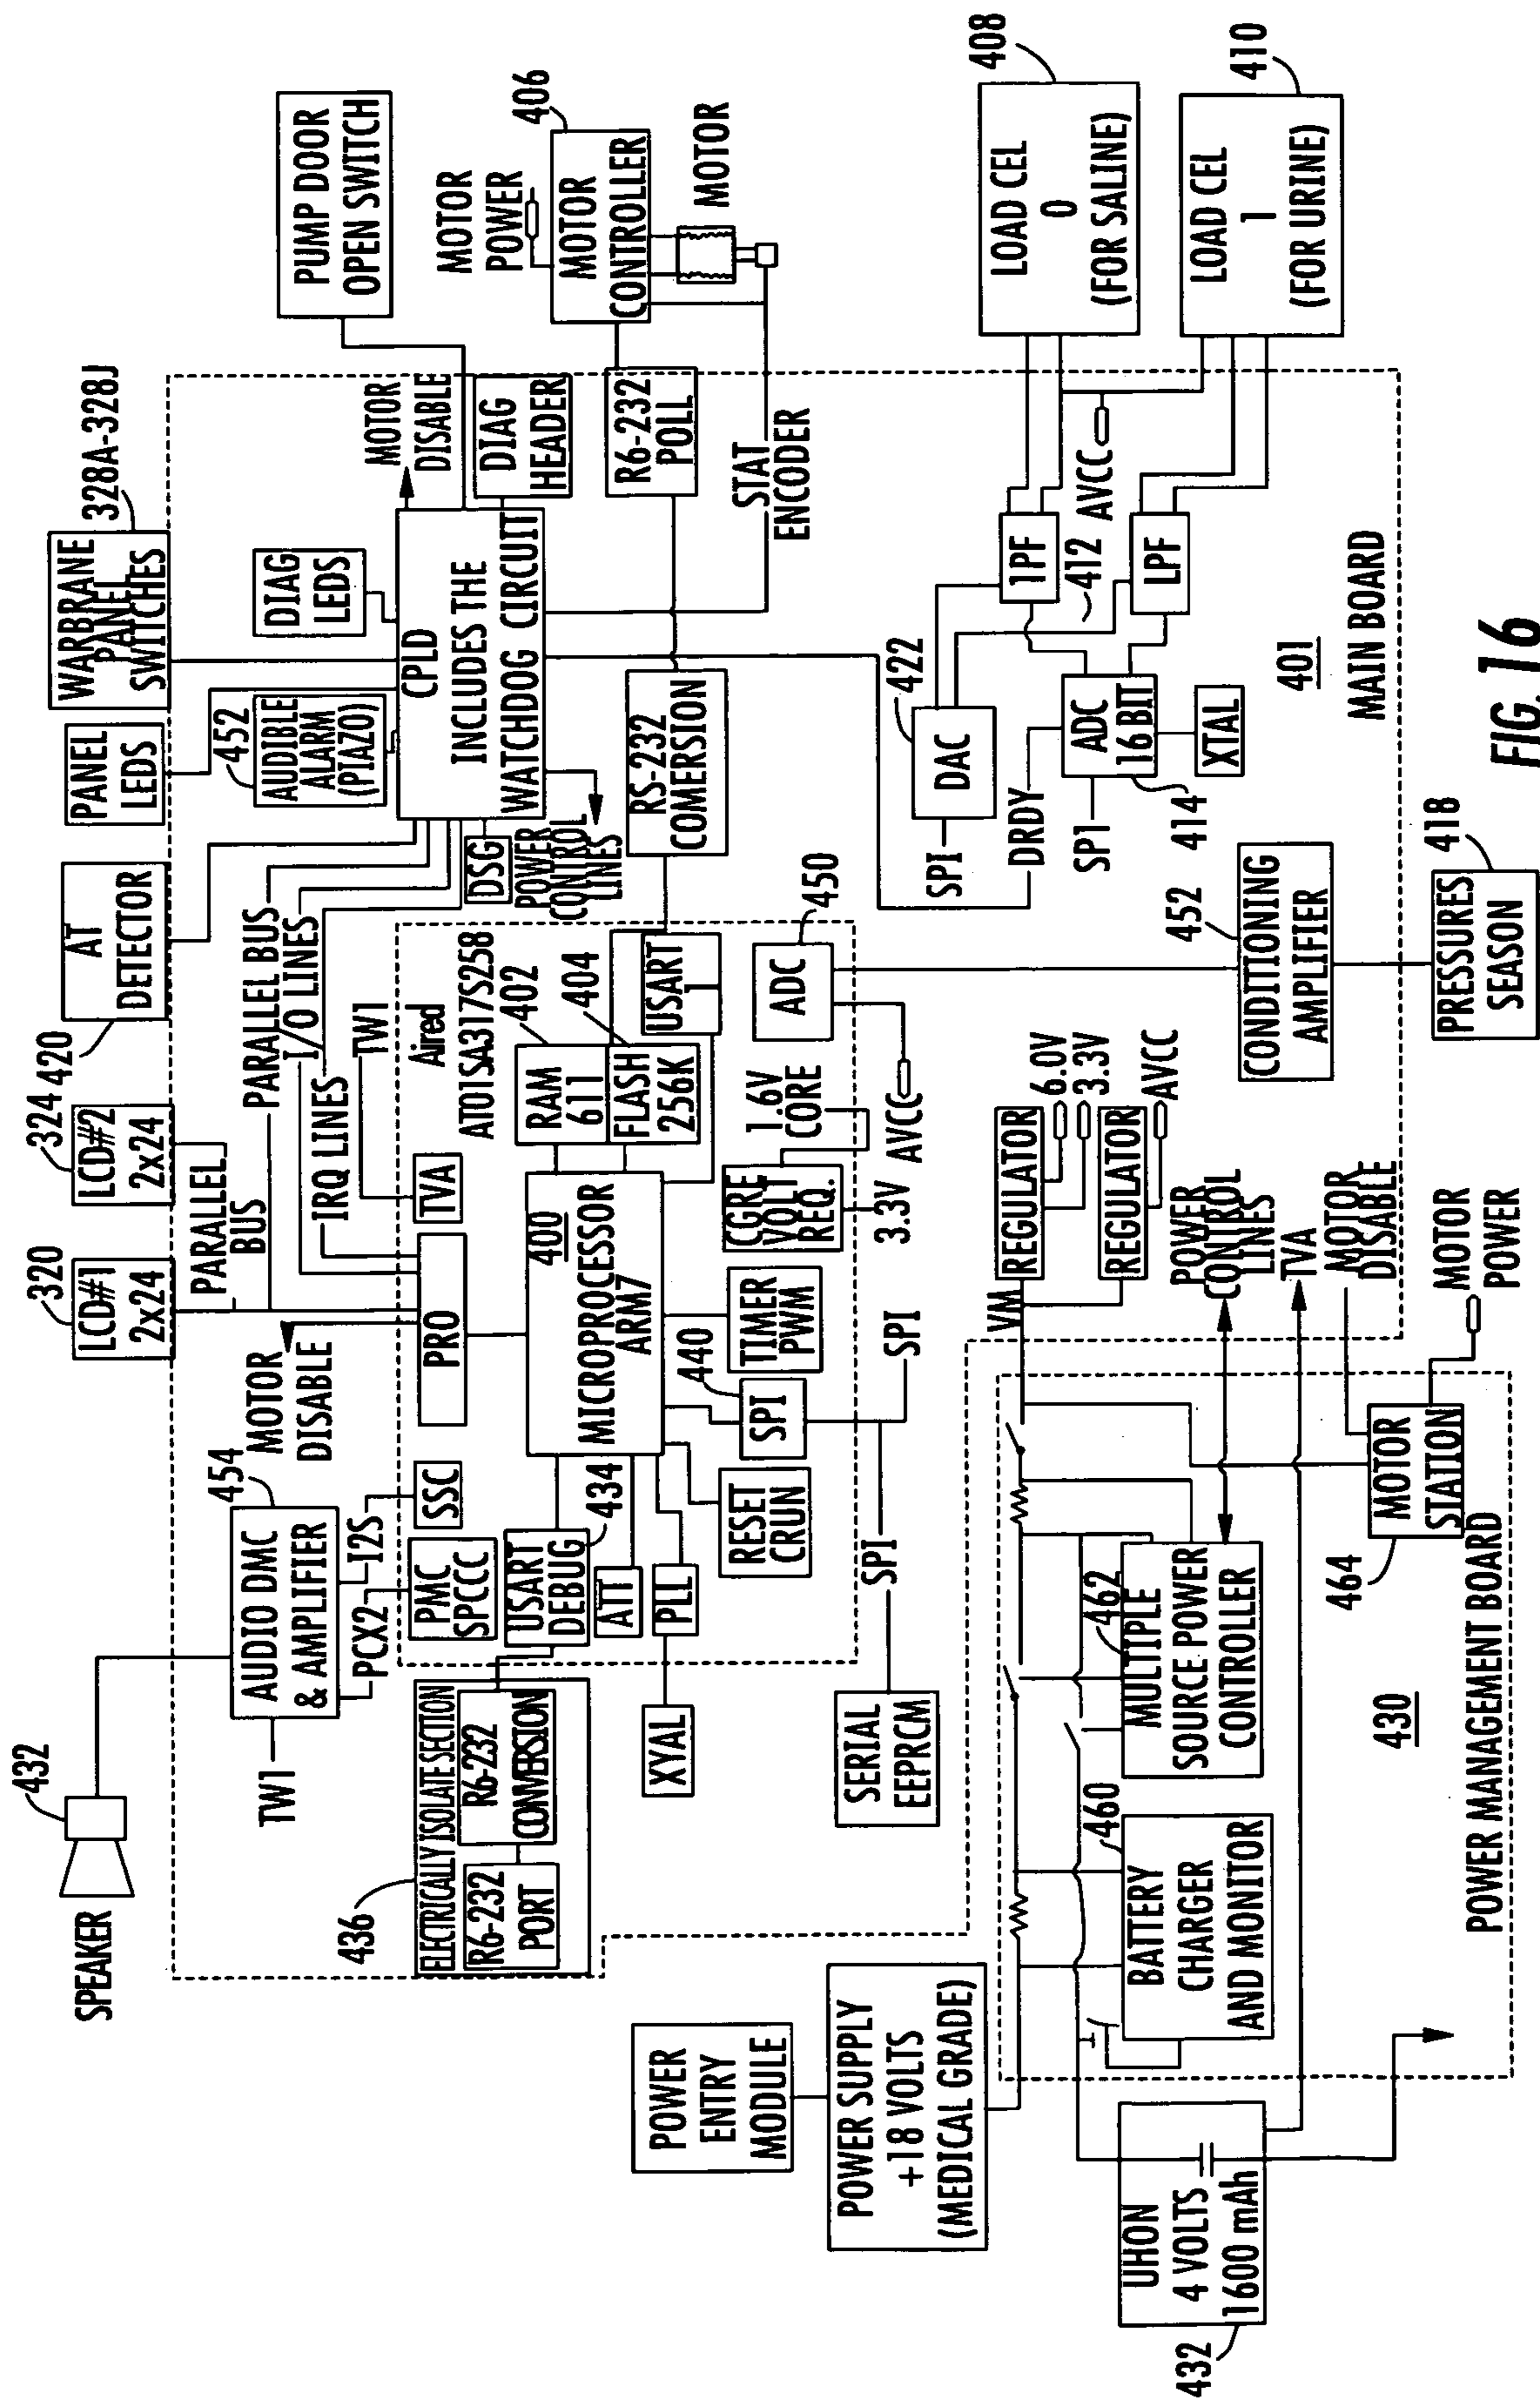 432
SPEAKER
TW1
454
AUDIO DMC
& AMPLIFIER
PCX2
I2S
MOTOR
DISABLE
320
LCD#1
2x24
324
LCD#2
2x24
PARALLEL
BUS
420
AT
DETECTOR
PARALLEL BUS
I/O LINES
IRQ LINES
TW1
PANEL
LEDS
WARBRANE
PANEL
SWITCHES
328A-328J
452
AUDIBLE
ALARM
(PIAZO)
DIAG
LEDS
CPLD
INCLUDES THE
WATCHDOG CIRCUIT
MOTOR
DISABLE
DIAG
HEADER
DSG
POWER
CONTROL
LINES
PUMP DOOR
OPEN SWITCH
MOTOR
POWER
406
MOTOR
CONTROLLER
MOTOR
R6-232
POLL
STAT
ENCODER
RS-232
COMERSION
436
ELECTRICALLY ISOLATE SECTION
R6-232
PORT
R6-232
CONVERSION
PMC
SPCCC
SSC
PRO
TVA
Aired
AT01SA317S258
USART
DEBUG
434
ATT
PLL
XYAL
RESET
CRUN
400
MICROPROCESSOR
ARM7
402
RAM
611
404
FLASH
256K
USART
1
440
SPI
TIMER
PWM
CGRE
VOLT
REQ.
1.6V
CORE
3.3V
ADC
450
AVCC
SPI
SPI
SERIAL
EEPRCM
422
DAC
SPI
DRDY
SPI
ADC
16 BIT
414
XTAL
1PF
412
LPF
AVCC
LOAD CEL
0
(FOR SALINE)
408
LOAD CEL
1
(FOR URINE)
410
401
MAIN BOARD
452
CONDITIONING
AMPLIFIER
PRESSURES
SEASON
418
POWER
ENTRY
MODULE
POWER SUPPLY
+18 VOLTS
(MEDICAL GRADE)
UHON
4 VOLTS
1600 mAh
432
460
BATTERY
CHARGER
AND MONITOR
462
MULTIPLE
SOURCE POWER
CONTROLLER
VM
REGULATOR
6.0V
3.3V
REGULATOR
AVCC
POWER
CONTROL
LINES
TVA
MOTOR
DISABLE
MOTOR
POWER
MOTOR
STATION
464
430
POWER MANAGEMENT BOARD
FIG. 16